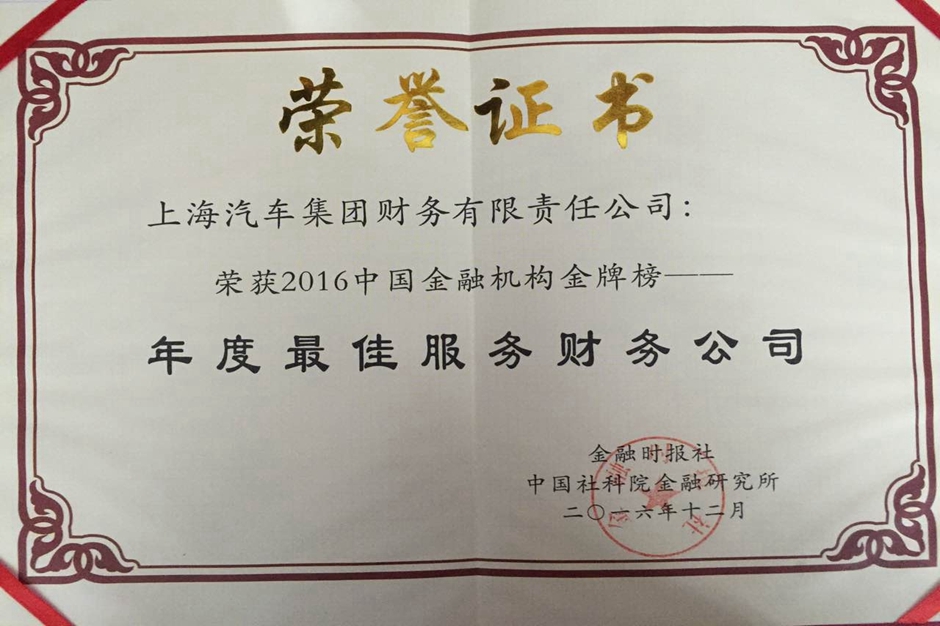 荣誉证书
上海汽车集团财务有限责任公司：
荣获2016中国金融机构金牌榜——
年度最佳服务财务公司
金融时报社
中国社科院金融研究所
二〇一六年十二月